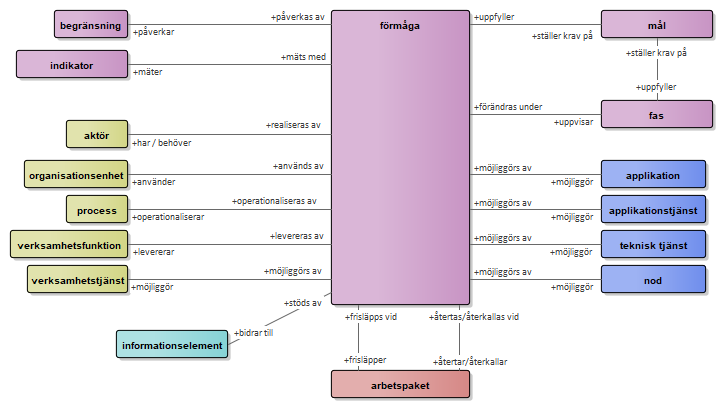 begränsning
+påverkas av
+påverkar
förmåga
+uppfyller
mål
+ställer krav på
+ställer krav på
indikator
+mäts med
+mäter
+uppfyller
+förändras under
fas
+uppvisar
aktör
+realiseras av
+har / behöver
organisationsenhet
+används av
+använder
+möjliggörs av
applikation
+möjliggör
process
+operationaliseras av
+operationaliserar
+möjliggörs av
applikationstjänst
+möjliggör
verksamhetsfunktion
+levereras av
+levererar
+möjliggörs av
teknisk tjänst
+möjliggör
verksamhetstjänst
+möjliggörs av
+möjliggör
+möjliggörs av
nod
+möjliggör
+stöds av
+bidrar till
informationselement
+frisläpps vid
+återtas/återkallas vid
+frisläpper
+återtar/återkallar
arbetspaket